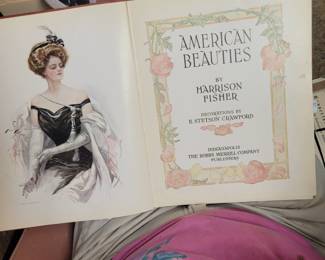 AMERICAN
BEAUTIES
BY
HARRISON
FISHER
DECORATIONS BY
E. STETSON CRAWFORD
INDIANAPOLIS
THE BOBBS MERRILL COMPANY
PUBLISHERS